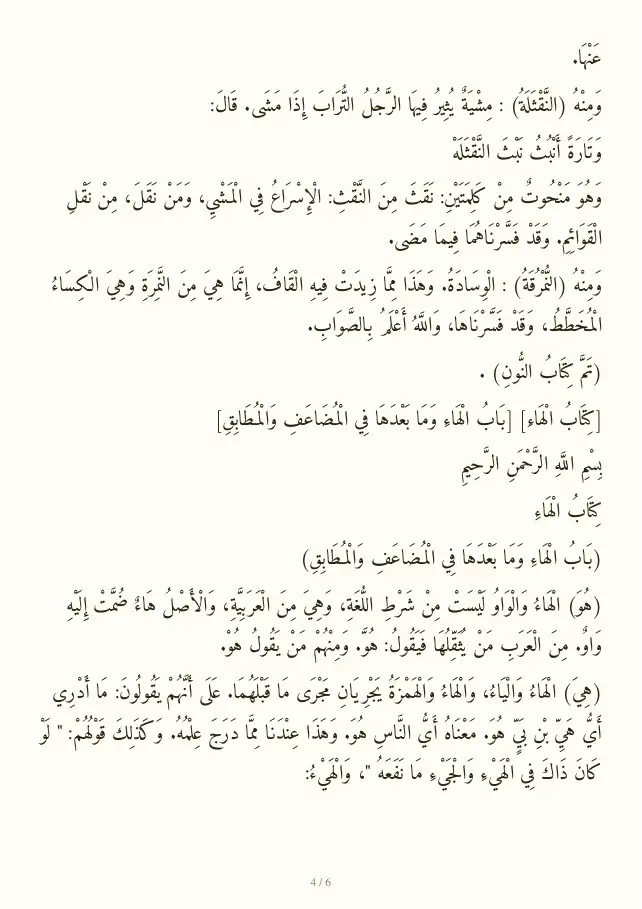 عَنْهَا.
وَمِنْهُ (النَّقْثَلَةُ) : مِشْيَةٌ يُثِيرُ فِيهَا الرَّجُلُ التُّرَابَ إِذَا مَشَى. قَالَ:
وَتَارَةً أَنْبُثُ نَبْثَ النَّقْثَلَهْ
وَهُوَ مَنْحُوتٌ مِنْ كَلِمَتَيْنِ: نَقَثَ مِنَ النَّقْثِ: الْإِسْرَاعُ فِي الْمَشْيِ، وَمَنْ نَقَلَ، مِنْ نَقْلِ
الْقَوَائِمِ. وَقَدْ فَسَّرْنَاهُمَا فِيمَا مَضَى.
وَمِنْهُ (النُّمْرُقَةُ) : الْوِسَادَةُ. وَهَذَا مِمَّا زِيدَتْ فِيهِ الْقَافُ، إِنَّمَا هِيَ مِنَ النَّمِرَةِ وَهِيَ الْكِسَاءُ
الْمُخَطَّطُ، وَقَدْ فَسَّرْنَاهَا، وَاللَّهُ أَعْلَمُ بِالصَّوَابِ.
(تَمَّ كِتَابُ النُّونِ) .
[كِتَابُ الْهَاءِ] [بَابُ الْهَاءِ وَمَا بَعْدَهَا فِي الْمُضَاعَفِ وَالْمُطَابِقِ]
بِسْمِ اللَّهِ الرَّحْمَنِ الرَّحِيمِ
كِتَابُ الْهَاءِ
(بَابُ الْهَاءِ وَمَا بَعْدَهَا فِي الْمُضَاعَفِ وَالْمُطَابِقِ)
(هُوَ) الْهَاءُ وَالْوَاوُ لَيْسَتْ مِنْ شَرْطِ اللُّغَةِ، وَهِيَ مِنَ الْعَرَبِيَّةِ، وَالْأَصْلُ هَاءٌ ضُمَّتْ إِلَيْهِ
وَاوٌ. مِنَ الْعَرَبِ مَنْ يُثَقِّلُهَا فَيَقُولُ: هُوَّ. وَمِنْهُمْ مَنْ يَقُولُ هُوْ.
(هِيَ) الْهَاءُ وَالْيَاءُ، وَالْهَاءُ وَالْهَمْزَةُ يَجْرِيَانِ مَجْرَى مَا قَبْلَهُمَا. عَلَى أَنَّهُمْ يَقُولُونَ: مَا أَدْرِي
أَيُّ هَيِّ بْنِ بَيٍّ هُوَ. مَعْنَاهُ أَيُّ النَّاسِ هُوَ. وَهَذَا عِنْدَنَا مِمَّا دَرَجَ عِلْمُهُ. وَكَذَلِكَ قَوْلُهُمْ: " لَوْ
كَانَ ذَاكَ فِي الْهَيْءِ وَالْجَيْءِ مَا نَفَعَهُ "، وَالْهَيْءُ:
4 / 6